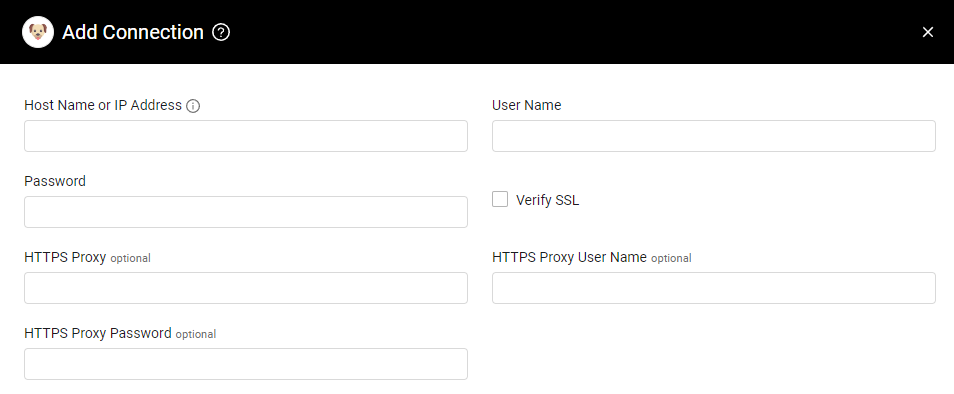 Add Connection
Host Name or IP Address
User Name
Password
Verify SSL
HTTPS Proxy optional
HTTPS Proxy User Name optional
HTTPS Proxy Password optional